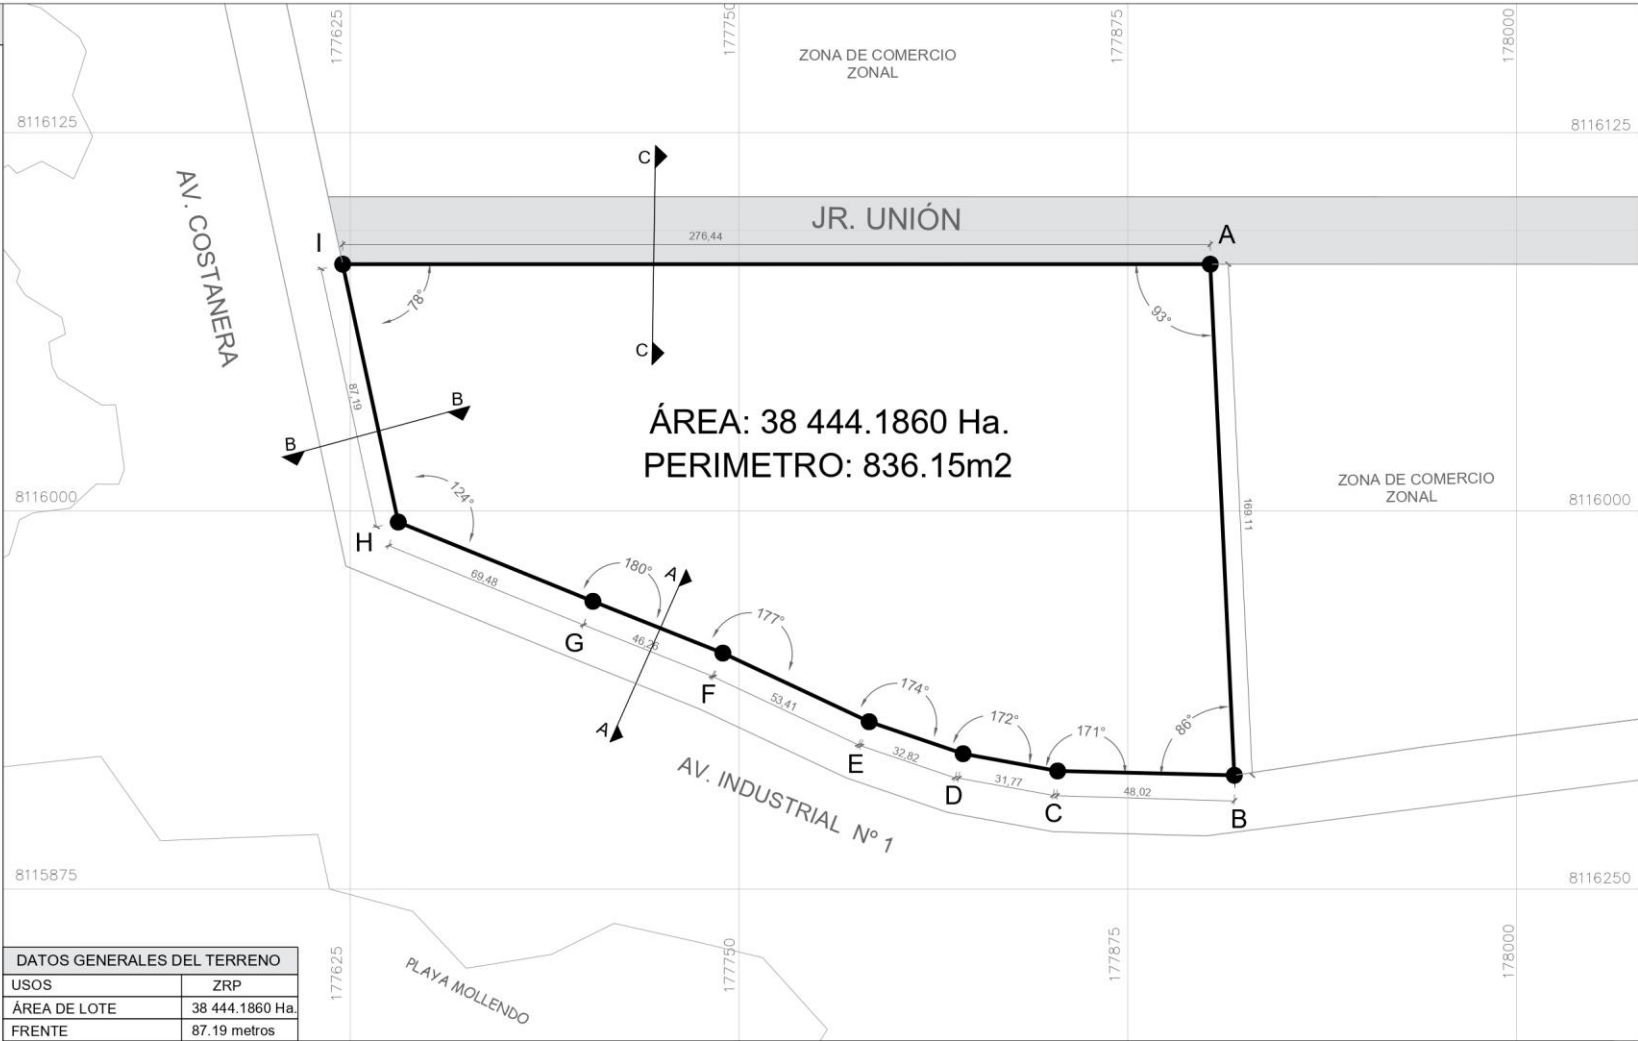 177625
177750
177875
178000
ZONA DE COMERCIO
ZONAL
8116125
8116125
C
AV. COSTANERA
JR. UNIÓN
I
276,44
A
78°
93°
C
87,19
B
B
ÁREA: 38 444.1860 Ha.
PERIMETRO: 836.15m2
ZONA DE COMERCIO
ZONAL
8116000
8116000
169,11
124°
H
69,48
180°
A
G
46,26
177°
F
53,41
A
174°
172°
171°
86°
E
32,82
D
31,77
C
48,02
B
AV. INDUSTRIAL Nº 1
8115875
8116250
177625
177750
177875
178000
PLAYA MOLLENDO
DATOS GENERALES DEL TERRENO
USOS ZRP
ÁREA DE LOTE 38 444.1860 Ha.
FRENTE 87.19 metros